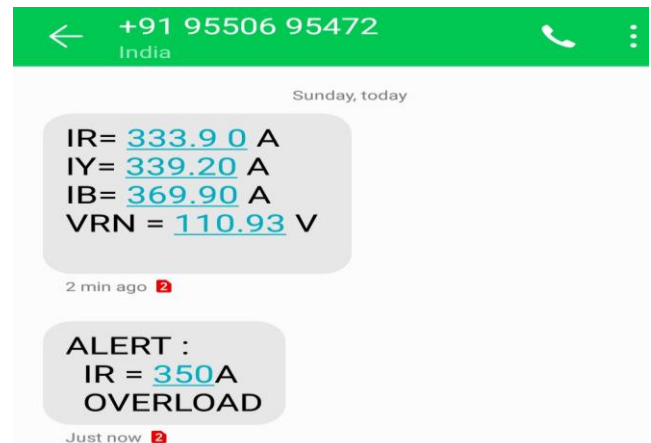 +91 95506 95472
India
Sunday, today
IR= 333.9 0 A
IY= 339.20 A
IB= 369.90 A
VRN = 110.93 V
2 min ago 2
ALERT :
IR = 350A
OVERLOAD
Just now 2